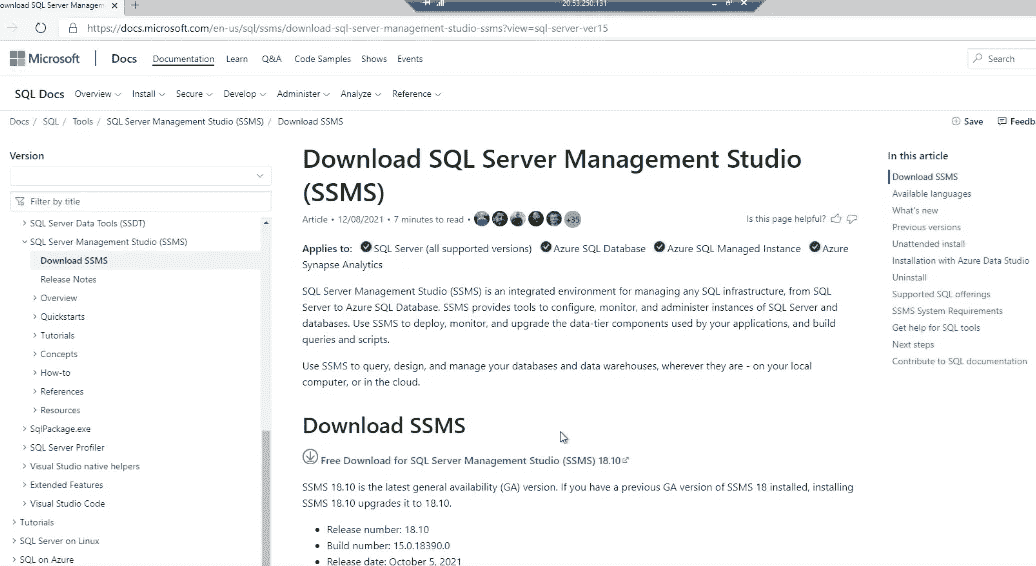 ownload SQL Server Managem
20.53.250.131
https://docs.microsoft.com/en-us/sql/ssms/download-sql-server-management-studio-ssms?view=sql-server-ver15
Microsoft Docs Documentation Learn Q&A Code Samples Shows Events Search
SQL Docs Overview Install Secure Develop Administer Analyze Reference
Docs / SQL / Tools / SQL Server Management Studio (SSMS) / Download SSMS Save Feedb
Version
Filter by title
SQL Server Data Tools (SSDT)
SQL Server Management Studio (SSMS)
Download SSMS
Release Notes
Overview
Quickstarts
Tutorials
Concepts
How-to
References
Resources
SqlPackage.exe
SQL Server Profiler
Visual Studio native helpers
Extended Features
Visual Studio Code
Tutorials
SQL Server on Linux
SQL on Azure
Download SQL Server Management Studio
(SSMS)
Article • 12/08/2021 • 7 minutes to read • +35
Is this page helpful?
Applies to: SQL Server (all supported versions) Azure SQL Database Azure SQL Managed Instance Azure
Synapse Analytics
SQL Server Management Studio (SSMS) is an integrated environment for managing any SQL infrastructure, from SQL
Server to Azure SQL Database. SSMS provides tools to configure, monitor, and administer instances of SQL Server and
databases. Use SSMS to deploy, monitor, and upgrade the data-tier components used by your applications, and build
queries and scripts.
Use SSMS to query, design, and manage your databases and data warehouses, wherever they are - on your local
computer, or in the cloud.
Download SSMS
Free Download for SQL Server Management Studio (SSMS) 18.10
SSMS 18.10 is the latest general availability (GA) version. If you have a previous GA version of SSMS 18 installed, installing
SSMS 18.10 upgrades it to 18.10.
• Release number: 18.10
• Build number: 15.0.18390.0
• Release date: October 5, 2021
In this article
Download SSMS
Available languages
What's new
Previous versions
Unattended install
Installation with Azure Data Studio
Uninstall
Supported SQL offerings
SSMS System Requirements
Get help for SQL tools
Next steps
Contribute to SQL documentation